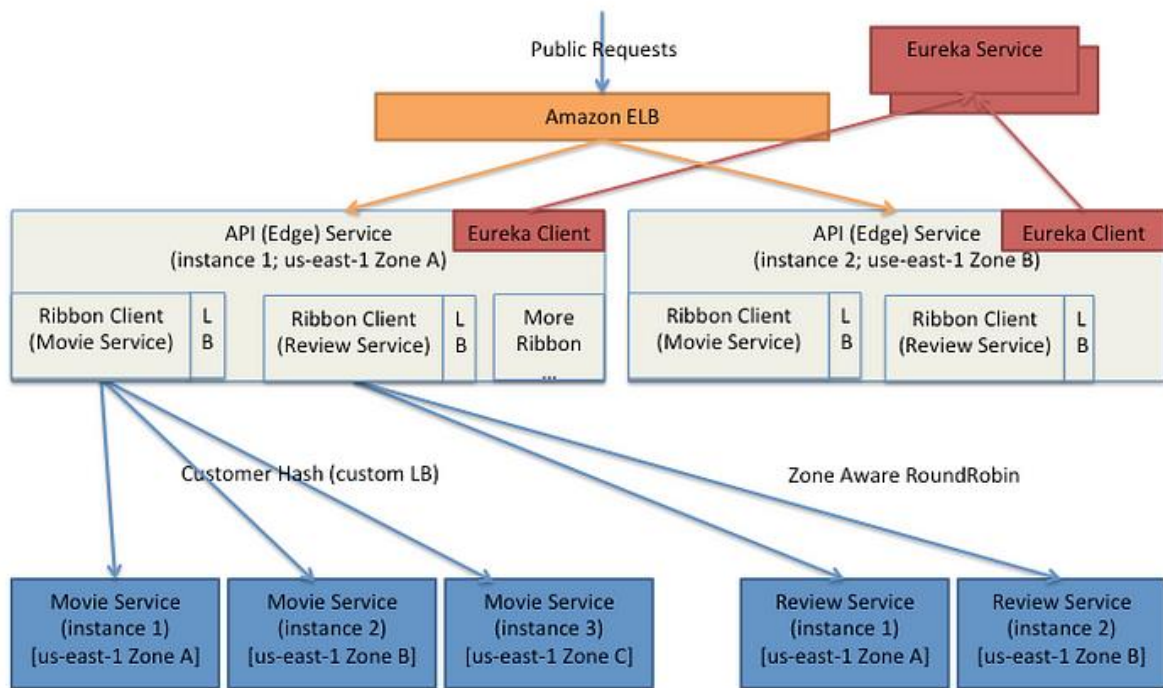 Public Requests
Eureka Service
Amazon ELB
API (Edge) Service
(instance 1; us-east-1 Zone A)
Eureka Client
API (Edge) Service
(instance 2; use-east-1 Zone B)
Eureka Client
Ribbon Client
(Movie Service)
L
B
Ribbon Client
(Review Service)
L
B
More
Ribbon
...
Ribbon Client
(Movie Service)
L
B
Ribbon Client
(Review Service)
L
B
Customer Hash (custom LB)
Zone Aware RoundRobin
Movie Service
(instance 1)
[us-east-1 Zone A]
Movie Service
(instance 2)
[us-east-1 Zone B]
Movie Service
(instance 3)
[us-east-1 Zone C]
Review Service
(instance 1)
[us-east-1 Zone A]
Review Service
(instance 2)
[us-east-1 Zone B]